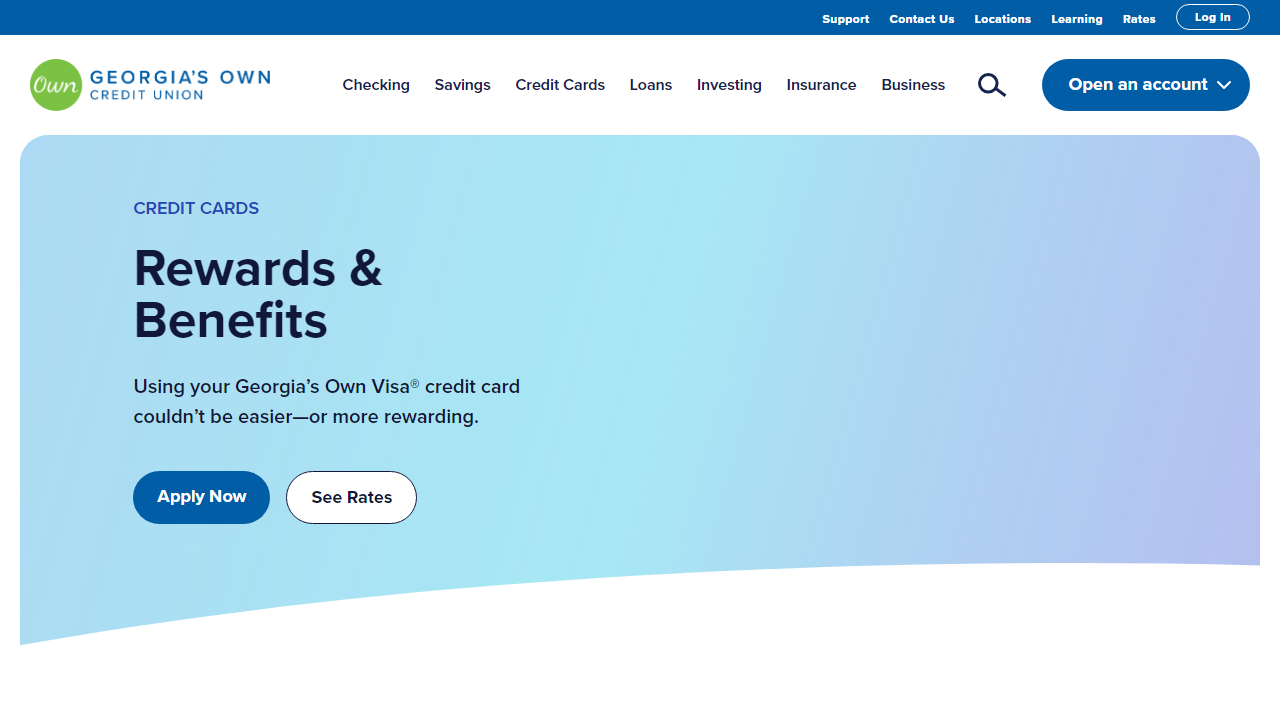 Support Contact Us Locations Learning Rates Log In
Own GEORGIA'S OWN
CREDIT UNION
Checking Savings Credit Cards Loans Investing Insurance Business Open an account
CREDIT CARDS
Rewards &
Benefits
Using your Georgia’s Own Visa® credit card
couldn’t be easier—or more rewarding.
Apply Now See Rates